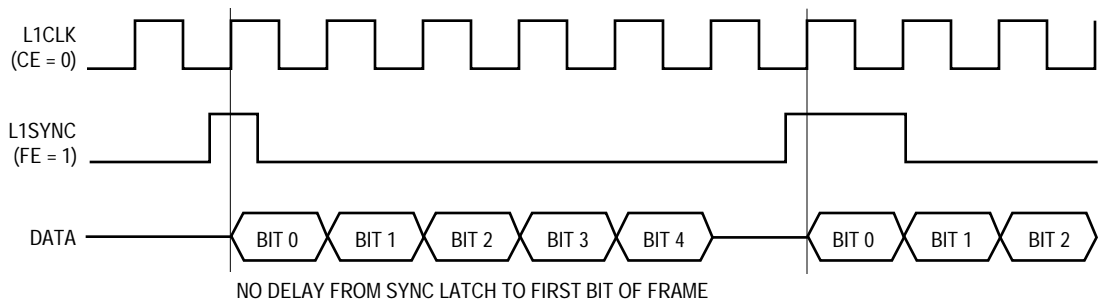 L1CLK
(CE = 0)
L1SYNC
(FE = 1)
DATA
BIT 0
BIT 1
BIT 2
BIT 3
BIT 4
BIT 0
BIT 1
BIT 2
NO DELAY FROM SYNC LATCH TO FIRST BIT OF FRAME